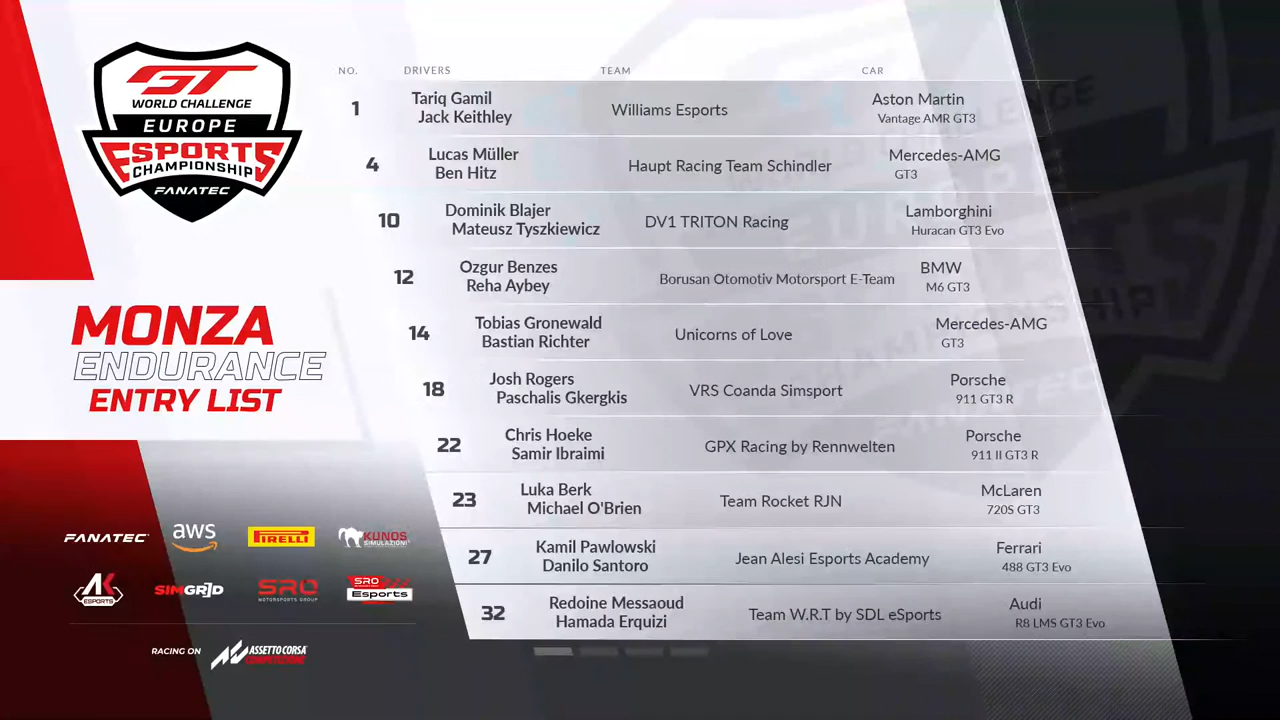 GT
WORLD CHALLENGE
EUROPE
ESPORTS
CHAMPIONSHIP
FANATEC
MONZA
ENDURANCE
ENTRY LIST
NO. DRIVERS TEAM CAR
1 Tariq Gamil Jack Keithley Williams Esports Aston Martin Vantage AMR GT3
4 Lucas Müller Ben Hitz Haupt Racing Team Schindler Mercedes-AMG GT3
10 Dominik Blajer Mateusz Tyszkiewicz DV1 TRITON Racing Lamborghini Huracan GT3 Evo
12 Ozgur Benzes Reha Aybey Borusan Otomotiv Motorsport E-Team BMW M6 GT3
14 Tobias Gronewald Bastian Richter Unicorns of Love Mercedes-AMG GT3
18 Josh Rogers Paschalis Gkergkis VRS Coanda Simsport Porsche 911 GT3 R
22 Chris Hoeke Samir Ibraimi GPX Racing by Rennwelten Porsche 911 II GT3 R
23 Luka Berk Michael O'Brien Team Rocket RJN McLaren 720S GT3
27 Kamil Pawlowski Danilo Santoro Jean Alesi Esports Academy Ferrari 488 GT3 Evo
32 Redoine Messaoud Hamada Erquizi Team W.R.T by SDL eSports Audi R8 LMS GT3 Evo
FANATEC aws PIRELLI KUNOS SIMULAZIONI
AK ESPORTS SIMGRID SRO MOTORSPORTS GROUP SRO Esports
RACING ON ASSETTO CORSA COMPETIZIONE